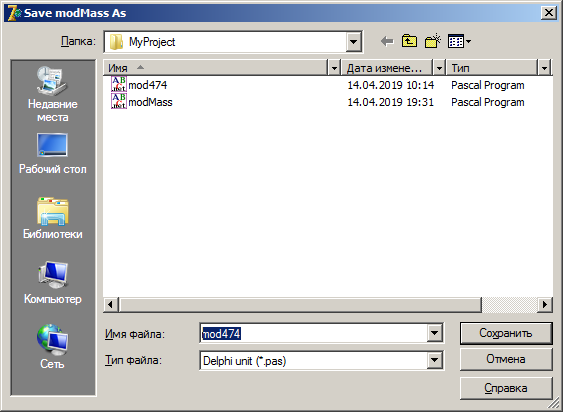 Save modMass As
Папка: MyProject
Имя Дата измене... Тип
mod474 14.04.2019 10:14 Pascal Program
modMass 14.04.2019 19:31 Pascal Program
Недавние
места
Рабочий стол
Библиотеки
Компьютер
Сеть
Имя файла: mod474 Сохранить
Тип файла: Delphi unit (*.pas) Отмена
Справка